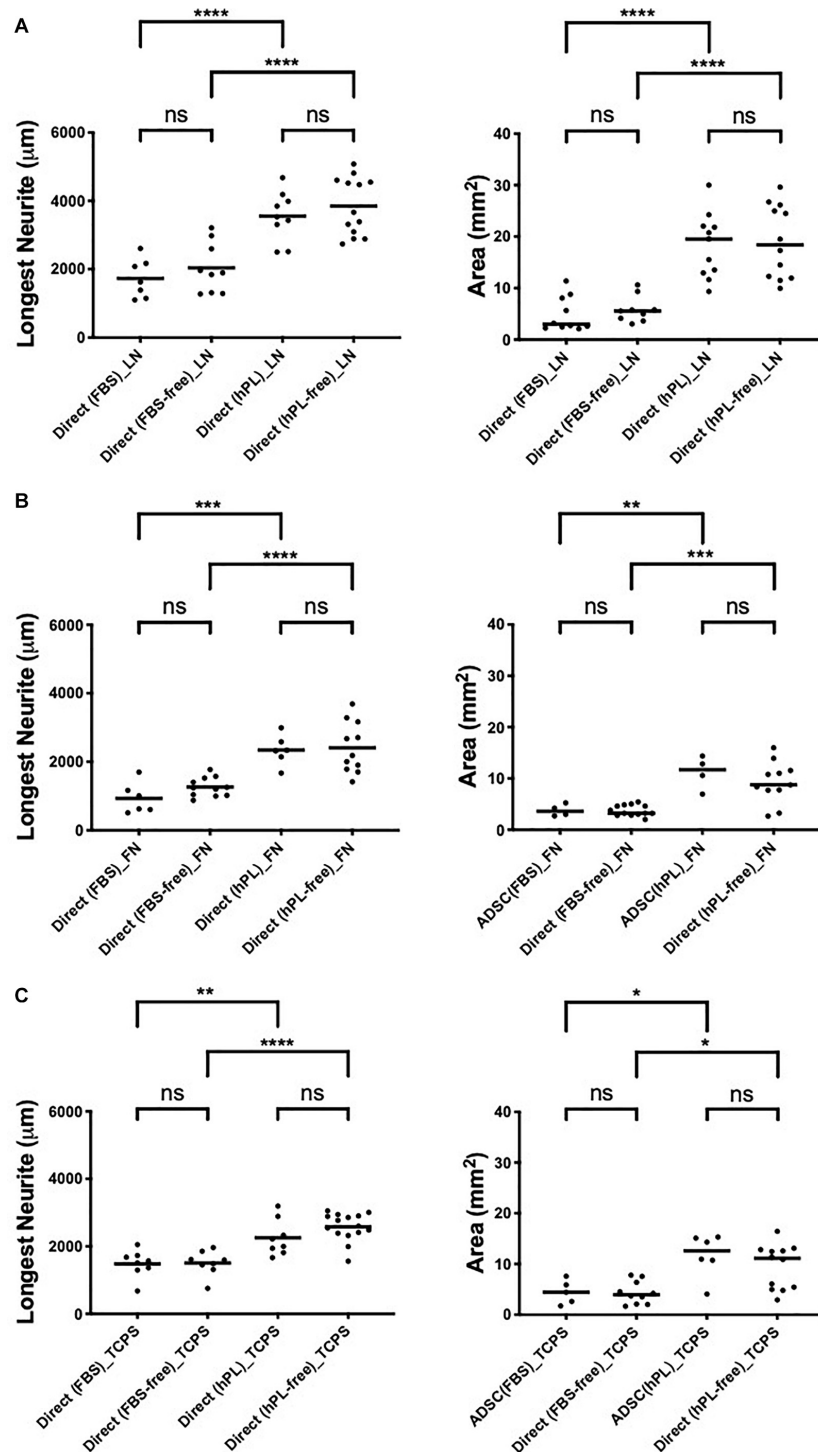 A
****
****
ns
ns
6000
4000
2000
0
Longest Neurite (μm)
Direct (FBS)_LN
Direct (FBS-free)_LN
Direct (hPL)_LN
Direct (hPL-free)_LN
****
****
ns
ns
40
30
20
10
0
Area (mm²)
Direct (FBS)_LN
Direct (FBS-free)_LN
Direct (hPL)_LN
Direct (hPL-free)_LN
B
***
****
ns
ns
6000
4000
2000
0
Longest Neurite (μm)
Direct (FBS)_FN
Direct (FBS-free)_FN
Direct (hPL)_FN
Direct (hPL-free)_FN
**
***
ns
ns
40
30
20
10
0
Area (mm²)
ADSC(FBS)_FN
Direct (FBS-free)_FN
ADSC(hPL)_FN
Direct (hPL-free)_FN
C
**
****
ns
ns
6000
4000
2000
0
Longest Neurite (μm)
Direct (FBS)_TCPS
Direct (FBS-free)_TCPS
Direct (hPL)_TCPS
Direct (hPL-free)_TCPS
*
*
ns
ns
40
30
20
10
0
Area (mm²)
ADSC(FBS)_TCPS
Direct (FBS-free)_TCPS
ADSC(hPL)_TCPS
Direct (hPL-free)_TCPS